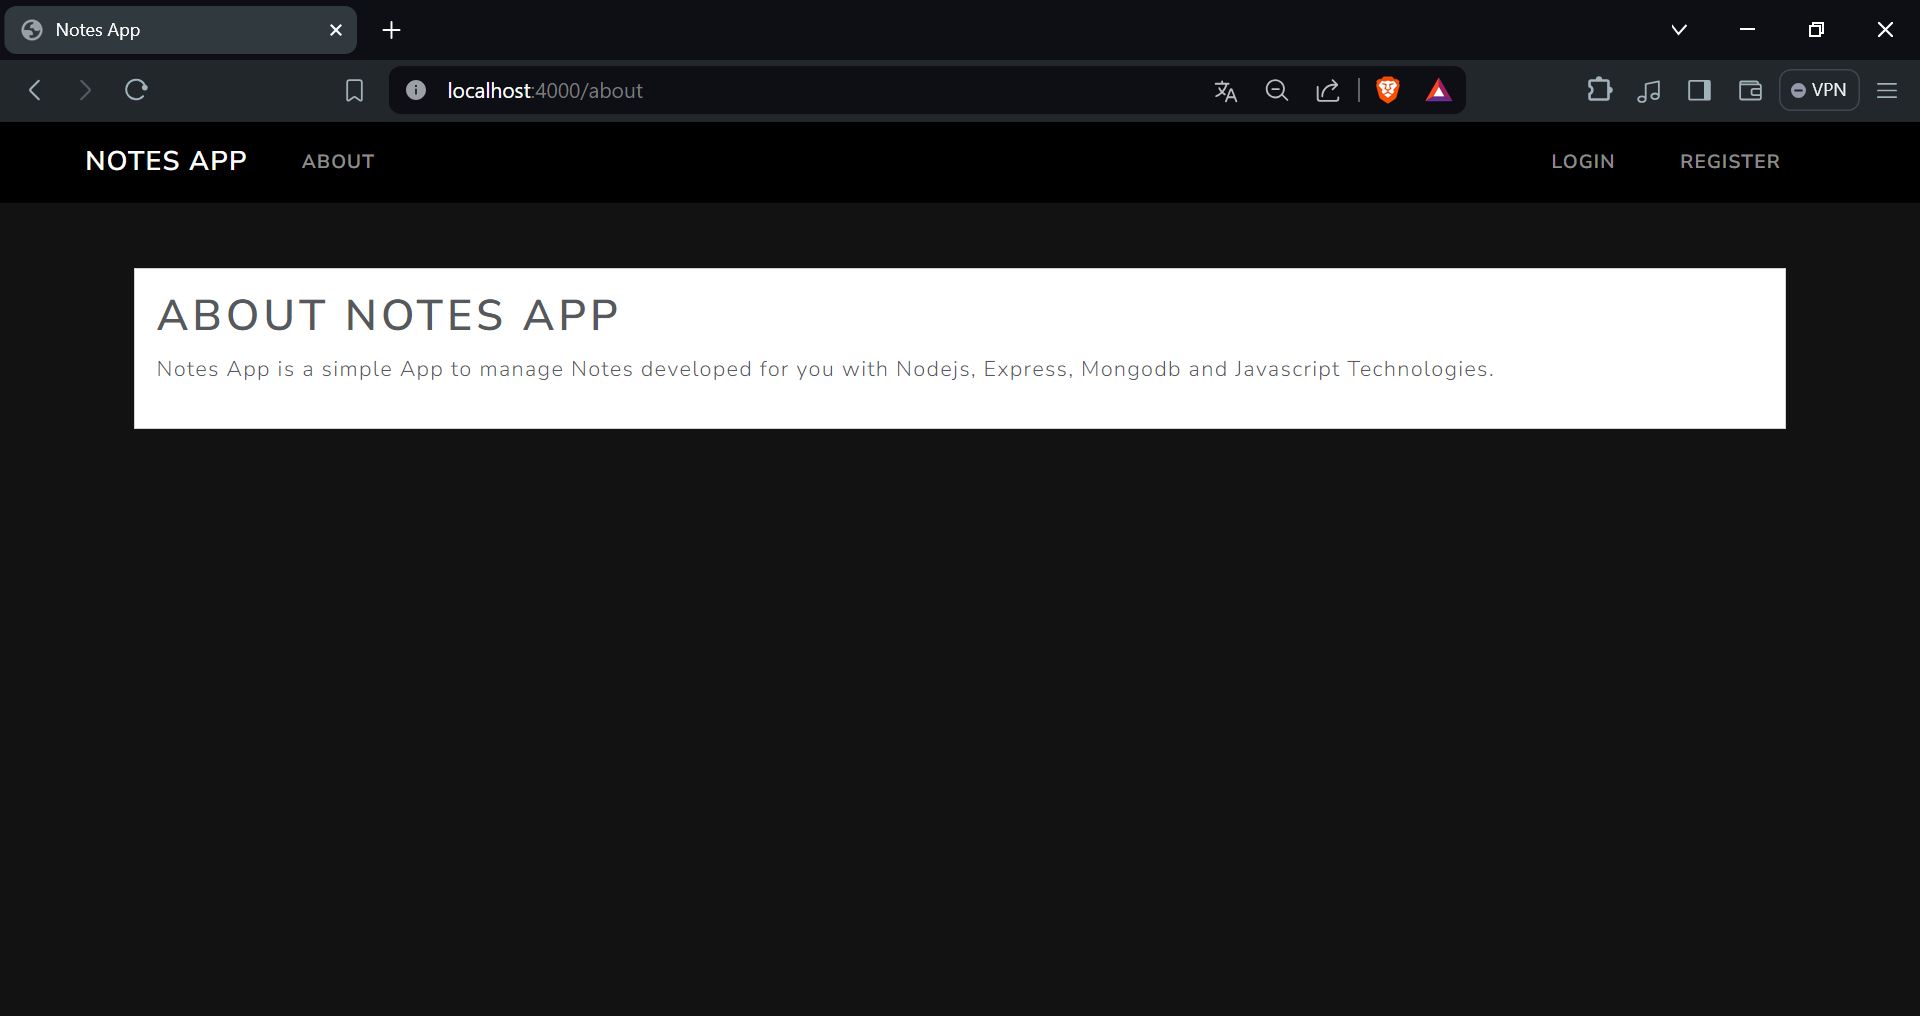 Notes App
localhost:4000/about
VPN
NOTES APP ABOUT LOGIN REGISTER
ABOUT NOTES APP
Notes App is a simple App to manage Notes developed for you with Nodejs, Express, Mongodb and Javascript Technologies.